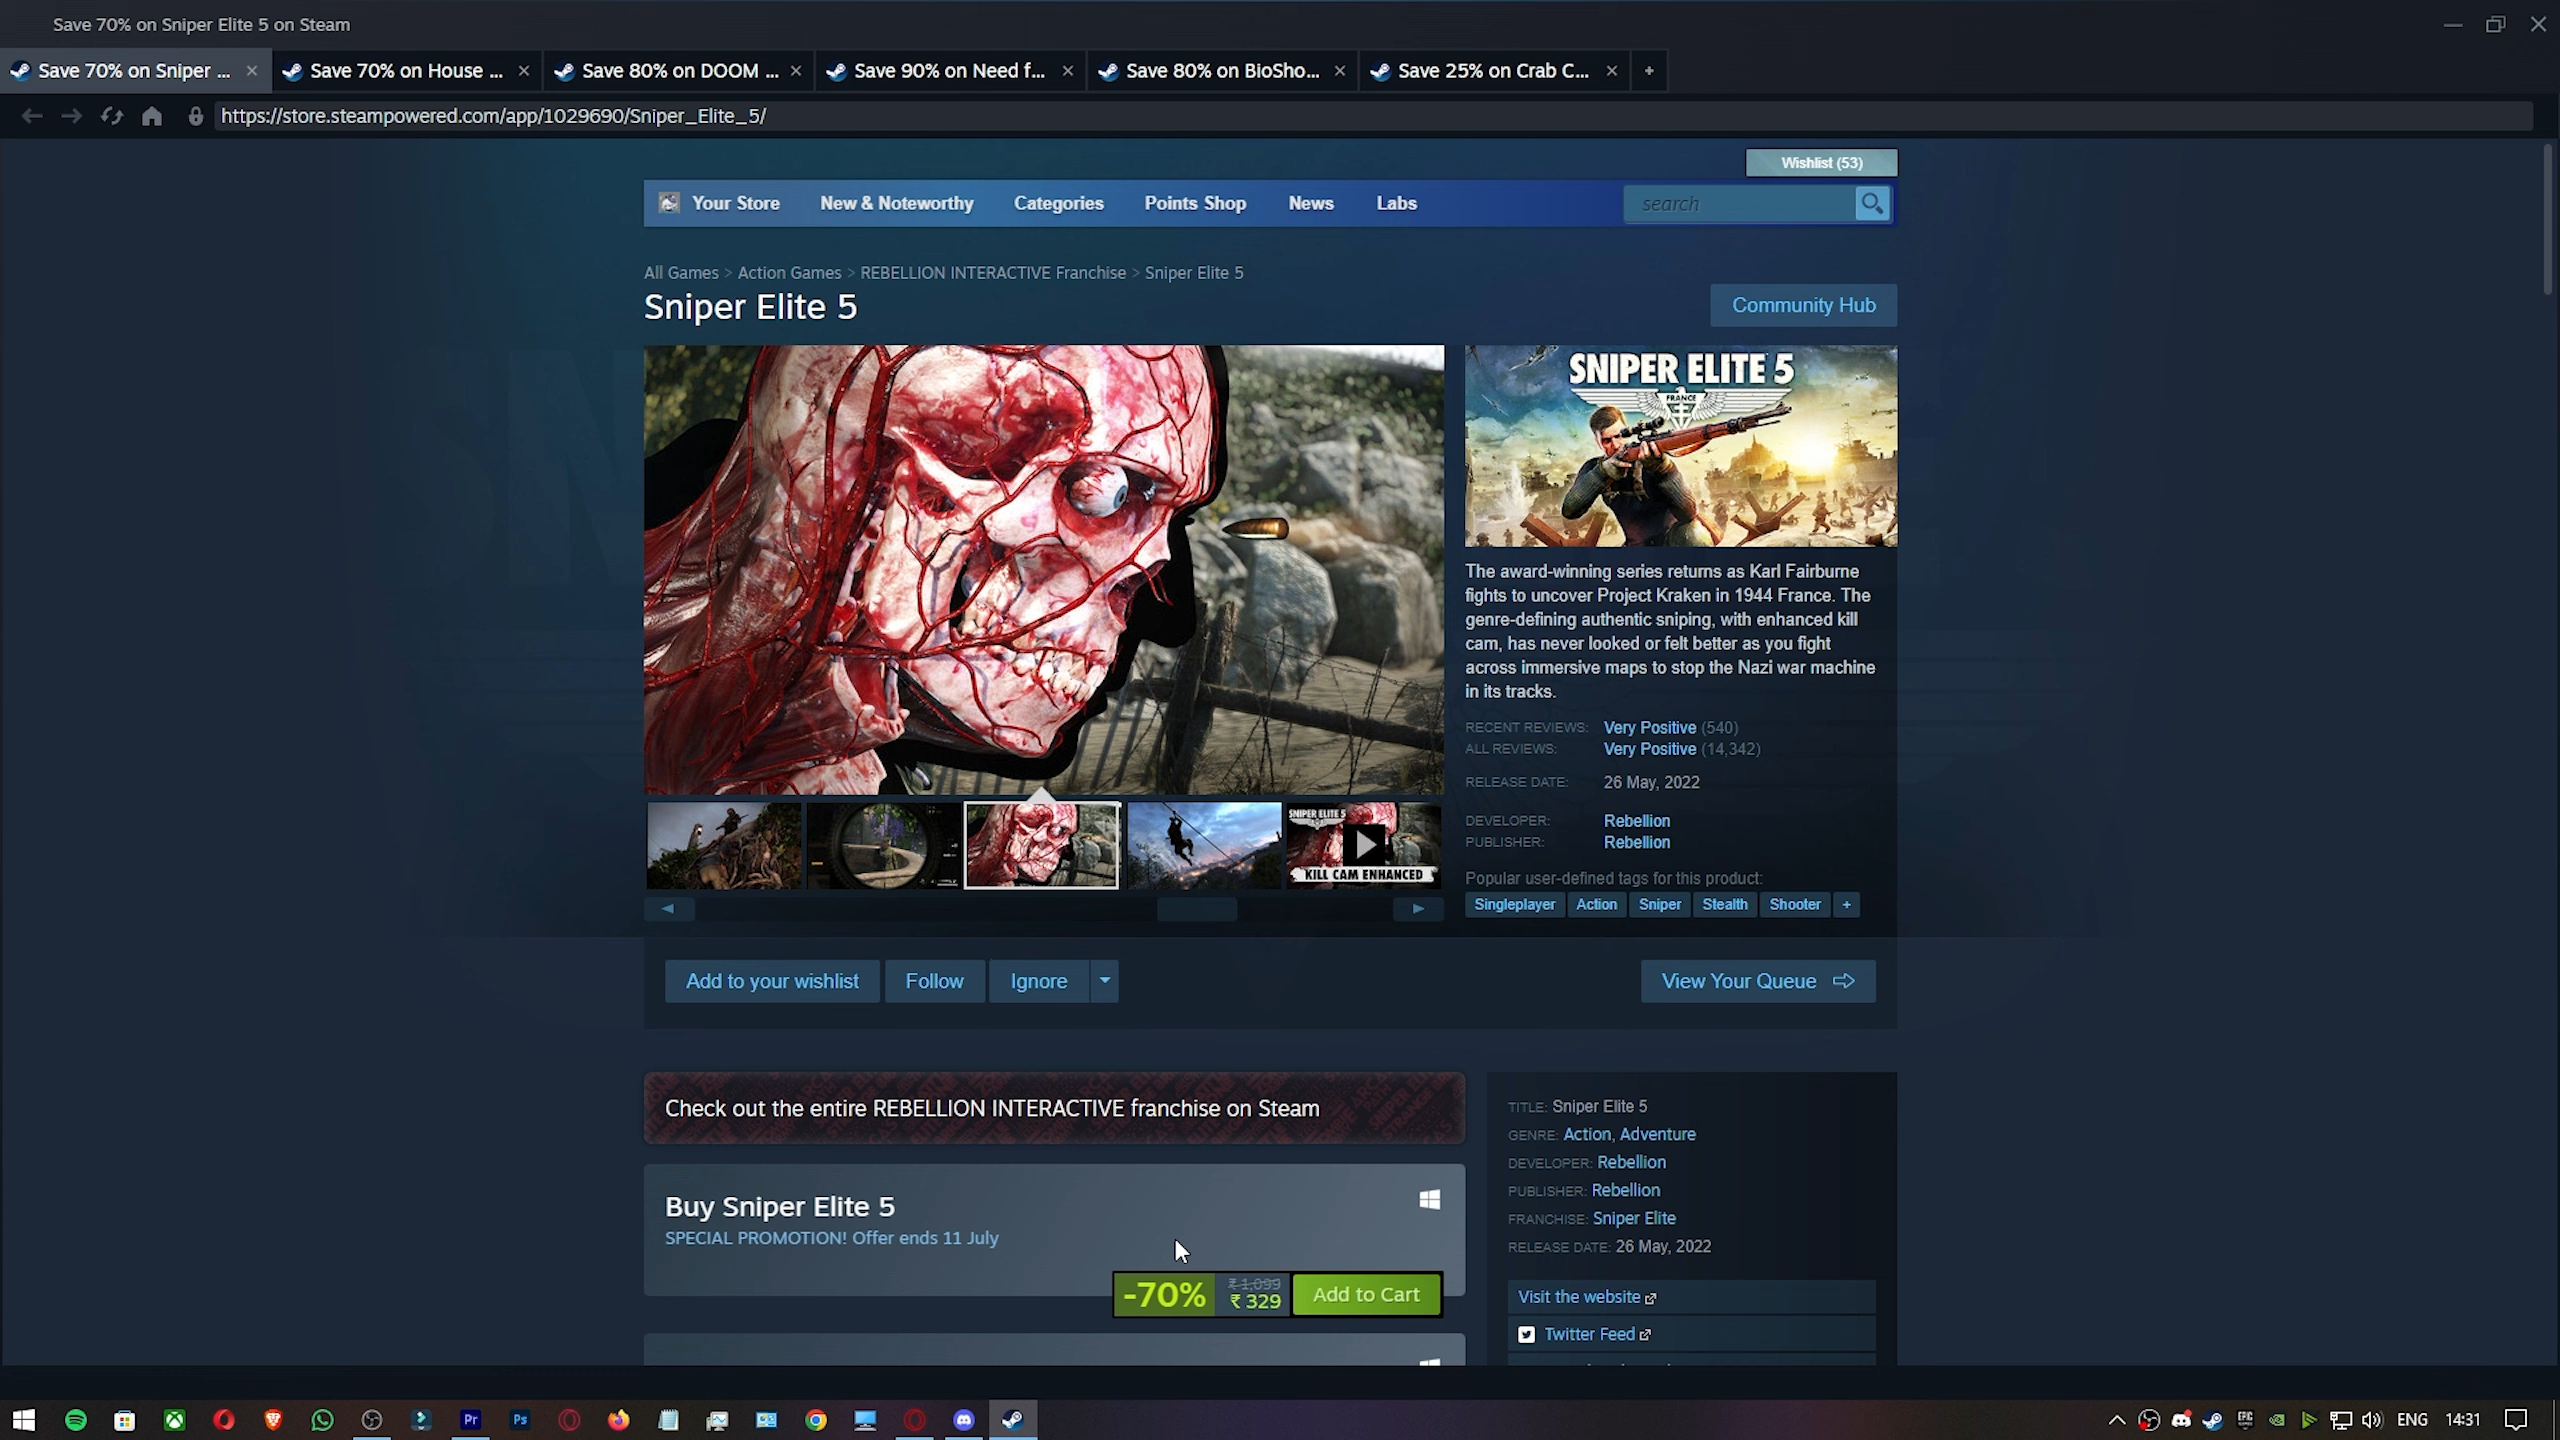 Save 70% on Sniper Elite 5 on Steam
Save 70% on Sniper ...
Save 70% on House ...
Save 80% on DOOM ...
Save 90% on Need f...
Save 80% on BioSho...
Save 25% on Crab C...
https://store.steampowered.com/app/1029690/Sniper_Elite_5/
Wishlist (53)
Your Store New & Noteworthy Categories Points Shop News Labs search
All Games > Action Games > REBELLION INTERACTIVE Franchise > Sniper Elite 5
Sniper Elite 5
Community Hub
SNIPER ELITE 5
FRANCE
The award-winning series returns as Karl Fairburne
fights to uncover Project Kraken in 1944 France. The
genre-defining authentic sniping, with enhanced kill
cam, has never looked or felt better as you fight
across immersive maps to stop the Nazi war machine
in its tracks.
RECENT REVIEWS: Very Positive (540)
ALL REVIEWS: Very Positive (14,342)
RELEASE DATE: 26 May, 2022
DEVELOPER: Rebellion
PUBLISHER: Rebellion
Popular user-defined tags for this product:
Singleplayer Action Sniper Stealth Shooter +
SNIPER ELITE 5
KILL CAM ENHANCED
Add to your wishlist Follow Ignore
View Your Queue
Check out the entire REBELLION INTERACTIVE franchise on Steam
Buy Sniper Elite 5
SPECIAL PROMOTION! Offer ends 11 July
-70% ₹ 1,099
₹ 329
Add to Cart
TITLE: Sniper Elite 5
GENRE: Action, Adventure
DEVELOPER: Rebellion
PUBLISHER: Rebellion
FRANCHISE: Sniper Elite
RELEASE DATE: 26 May, 2022
Visit the website
Twitter Feed
Pr
Ps
EPIC
ENG 14:31